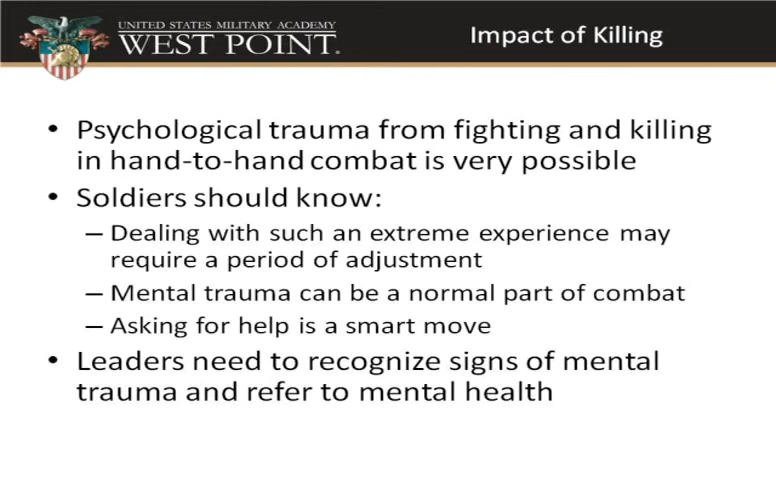 UNITED STATES MILITARY ACADEMY
WEST POINT.
Impact of Killing
• Psychological trauma from fighting and killing
in hand-to-hand combat is very possible
• Soldiers should know:
– Dealing with such an extreme experience may
require a period of adjustment
– Mental trauma can be a normal part of combat
– Asking for help is a smart move
• Leaders need to recognize signs of mental
trauma and refer to mental health